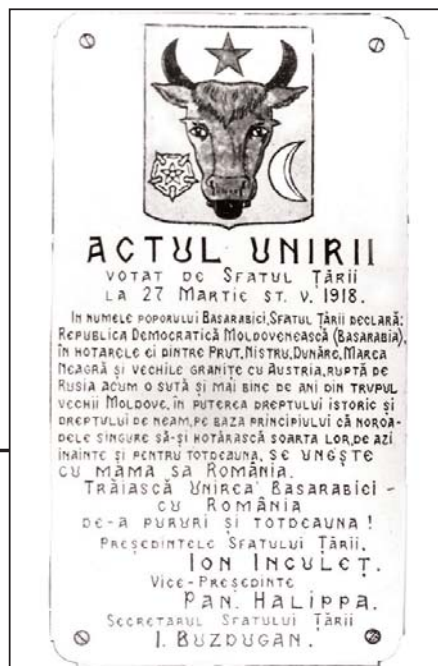 ACTUL UNIRII
VOTAT DE SFATUL ȚĂRII
LA 27 MARTIE ST. V. 1918.
IN NUMELE POPORULUI BASARABIEI, SFATUL ȚĂRII DECLARĂ:
REPUBLICA DEMOCRATICĂ MOLDOVENEASCĂ (BASARABIA),
ÎN HOTARELE EI DINTRE PRUT, NISTRU, DUNĂRE, MAREA
NEAGRĂ ȘI VECHILE GRANIȚE CU AUSTRIA, RUPTĂ DE
RUSIA ACUM O SUTĂ ȘI MAI BINE DE ANI DIN TRUPUL
VECHII MOLDOVE, ÎN PUTEREA DREPTULUI ISTORIC ȘI
DREPTULUI DE NEAM, PE BAZA PRINCIPIULUI CĂ NOROA-
DELE SINGURE SĂ-ȘI HOTĂRASCĂ SOARTA LOR, DE AZI
INAINTE ȘI PENTRU TOTDEAUNA, SE UNEȘTE
CU MAMA SA ROMÂNIA.
TRĂIASCĂ UNIREA BASARABIEI -
CU ROMÂNIA
DE-A PURURI ȘI TOTDEAUNA!
PREȘEDINTELE SFATULUI ȚĂRII,
ION INCULEȚ.
VICE-PREȘEDINTE
PAN. HALIPPA.
SECRETARUL SFATULUI ȚĂRII
I. BUZDUGAN.